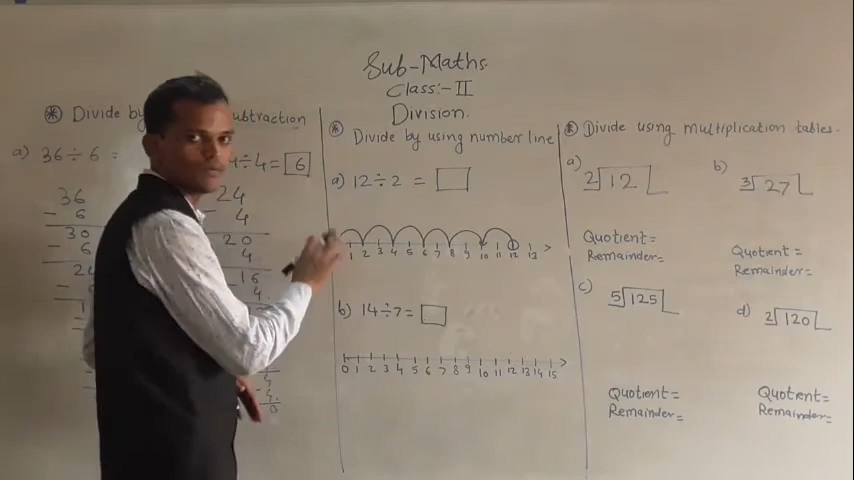 Sub-Maths.
Class:-II
Division.
* Divide by ubtraction
a) 36÷6 =
÷4= 6
36
- 6
30
- 6
24
- 4
20
4
-16
4.
4
-4.
0
* Divide by using number line
a) 12÷2 =
1 2 3 4 5 6 7 8 9 10 11 12 13
b) 14÷7=
0 1 2 3 4 5 6 7 8 9 10 11 12 13 14 15
* Divide using multiplication tables.
a) 2 12
Quotient=
Remainder=
b) 3 27
Quotient=
Remainder=
c) 5 125
Quotient=
Remainder=
d) 2 120
Quotient=
Remainder=